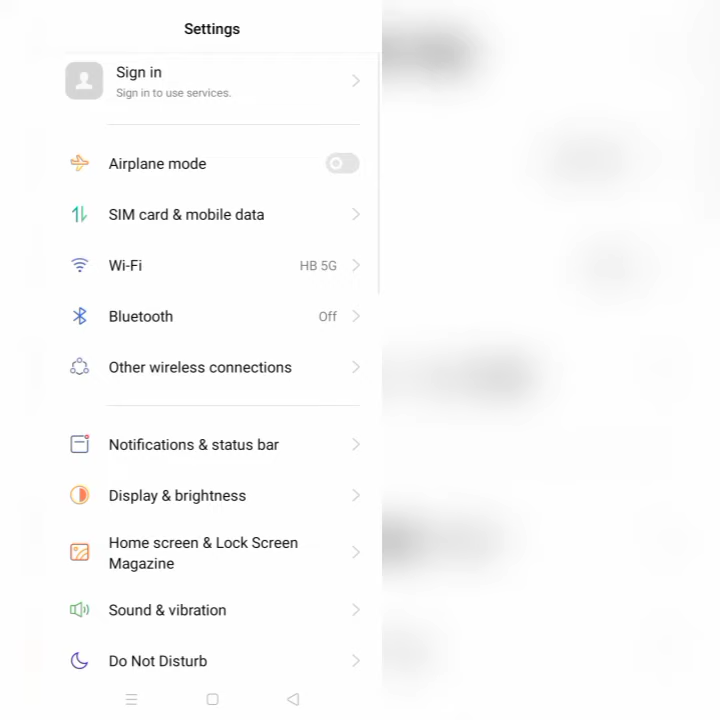 Settings
Sign in
Sign in to use services.
Airplane mode
SIM card & mobile data
Wi-Fi HB 5G
Bluetooth Off
Other wireless connections
Notifications & status bar
Display & brightness
Home screen & Lock Screen
Magazine
Sound & vibration
Do Not Disturb